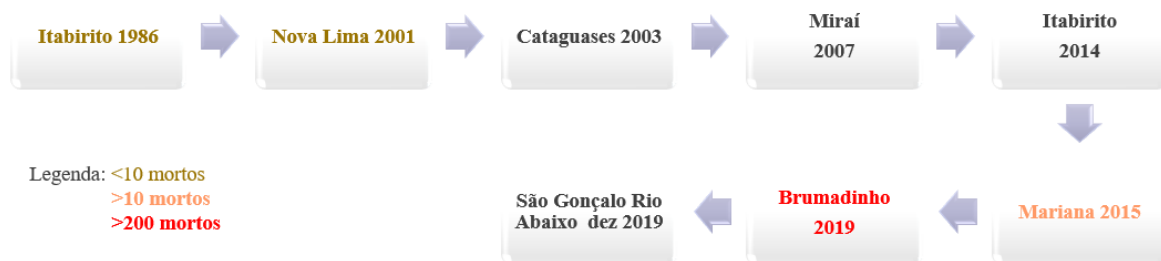 Itabirito 1986
Nova Lima 2001
Cataguases 2003
Miraí
2007
Itabirito
2014
Mariana 2015
Brumadinho
2019
São Gonçalo Rio
Abaixo dez 2019
Legenda: <10 mortos
>10 mortos
>200 mortos